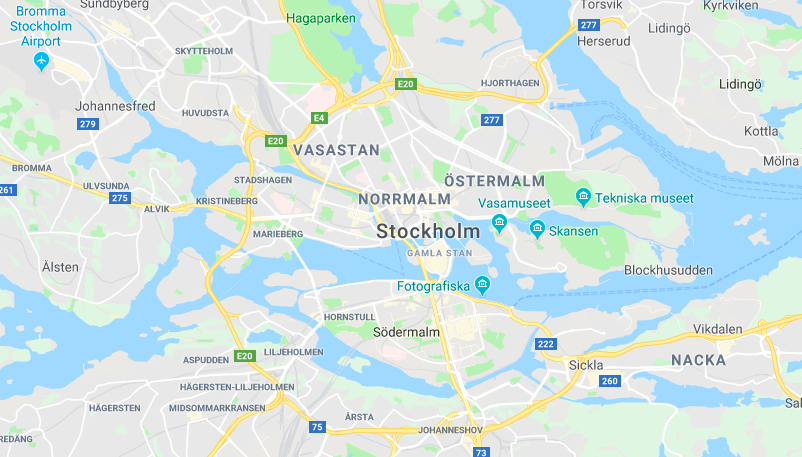 Bromma
Stockholm
Airport
Sundbyberg
Hagaparken
Torsvik
Kyrkviken
277
Lidingö
Herserud
SKYTTEHOLM
HJORTHAGEN
E20
Lidingö
Johannesfred
HUVUDSTA
E4
277
279
Kottla
E20
VASASTAN
Mölna
BROMMA
STADSHAGEN
ÖSTERMALM
261
ULVSUNDA
275
ALVIK
KRISTINEBERG
NORRMALM
Vasamuseet
Tekniska museet
MARIEBERG
Stockholm
Skansen
GAMLA STAN
Ålsten
Blockhusudden
Fotografiska
HORNSTULL
Södermalm
Vikdalen
222
LILJEHOLMEN
E20
ASPUDDEN
Sickla
NACKA
260
HÄGERSTEN-LILJEHOLMEN
HÄGERSTEN
MIDSOMMARKRANSEN
Sal
ÅRSTA
75
JOHANNESHOV
REDÄNG
73